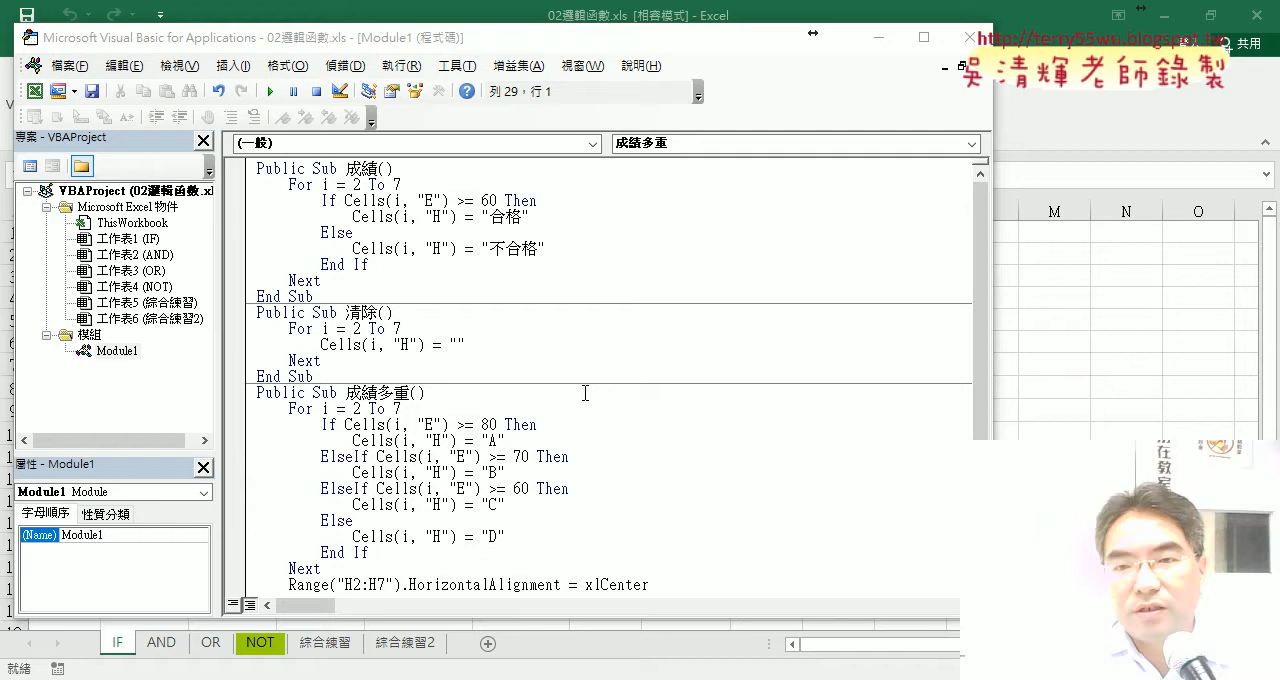 02邏輯函數.xls [相容模式] - Excel
Microsoft Visual Basic for Applications - 02邏輯函數.xls - [Module1 (程式碼)]
http://terry55wu.blogspot.tw
共用
吳清輝老師錄製
檔案(F) 編輯(E) 檢視(V) 插入(I) 格式(O) 偵錯(D) 執行(R) 工具(T) 增益集(A) 視窗(W) 說明(H)
列 29，行 1
專案 - VBAProject
(一般)
成績多重
VBAProject (02邏輯函數.xl
Microsoft Excel 物件
ThisWorkbook
工作表1 (IF)
工作表2 (AND)
工作表3 (OR)
工作表4 (NOT)
工作表5 (綜合練習)
工作表6 (綜合練習2)
模組
Module1
屬性 - Module1
Module1 Module
字母順序 性質分類
(Name) Module1
Public Sub 成績()
For i = 2 To 7
If Cells(i, "E") >= 60 Then
Cells(i, "H") = "合格"
Else
Cells(i, "H") = "不合格"
End If
Next
End Sub
Public Sub 清除()
For i = 2 To 7
Cells(i, "H") = ""
Next
End Sub
Public Sub 成績多重()
For i = 2 To 7
If Cells(i, "E") >= 80 Then
Cells(i, "H") = "A"
ElseIf Cells(i, "E") >= 70 Then
Cells(i, "H") = "B"
ElseIf Cells(i, "E") >= 60 Then
Cells(i, "H") = "C"
Else
Cells(i, "H") = "D"
End If
Next
Range("H2:H7").HorizontalAlignment = xlCenter
M N O
在教室
IF AND OR NOT 綜合練習 綜合練習2
就緒